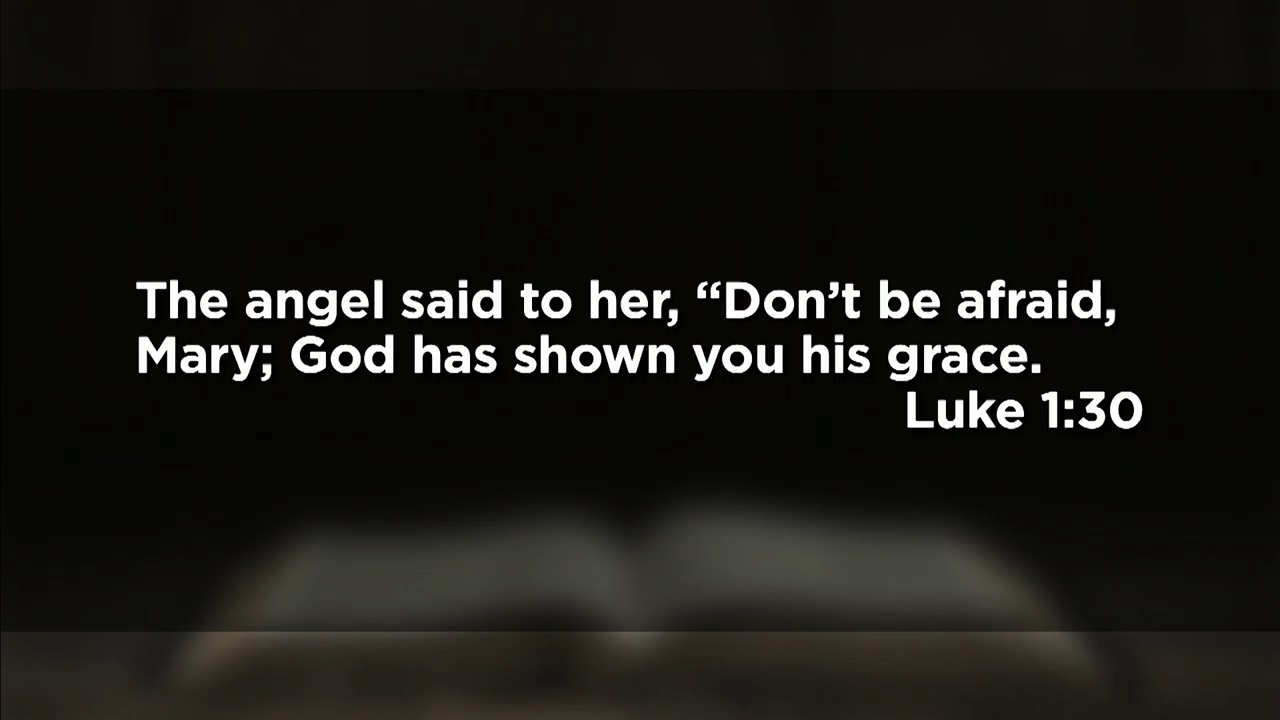 The angel said to her, “Don’t be afraid,
Mary; God has shown you his grace.
Luke 1:30